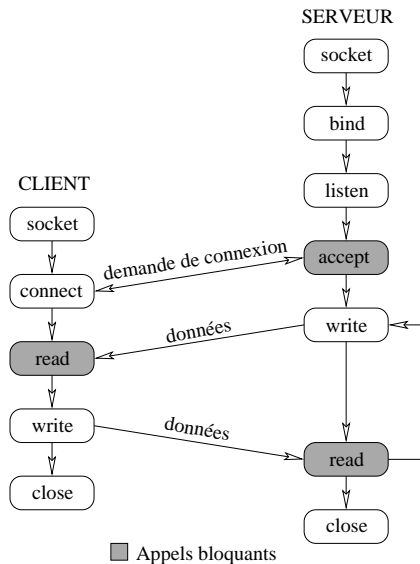 SERVEUR
socket
bind
listen
accept
write
read
close
CLIENT
socket
connect
read
write
close
demande de connexion
données
données
Appels bloquants